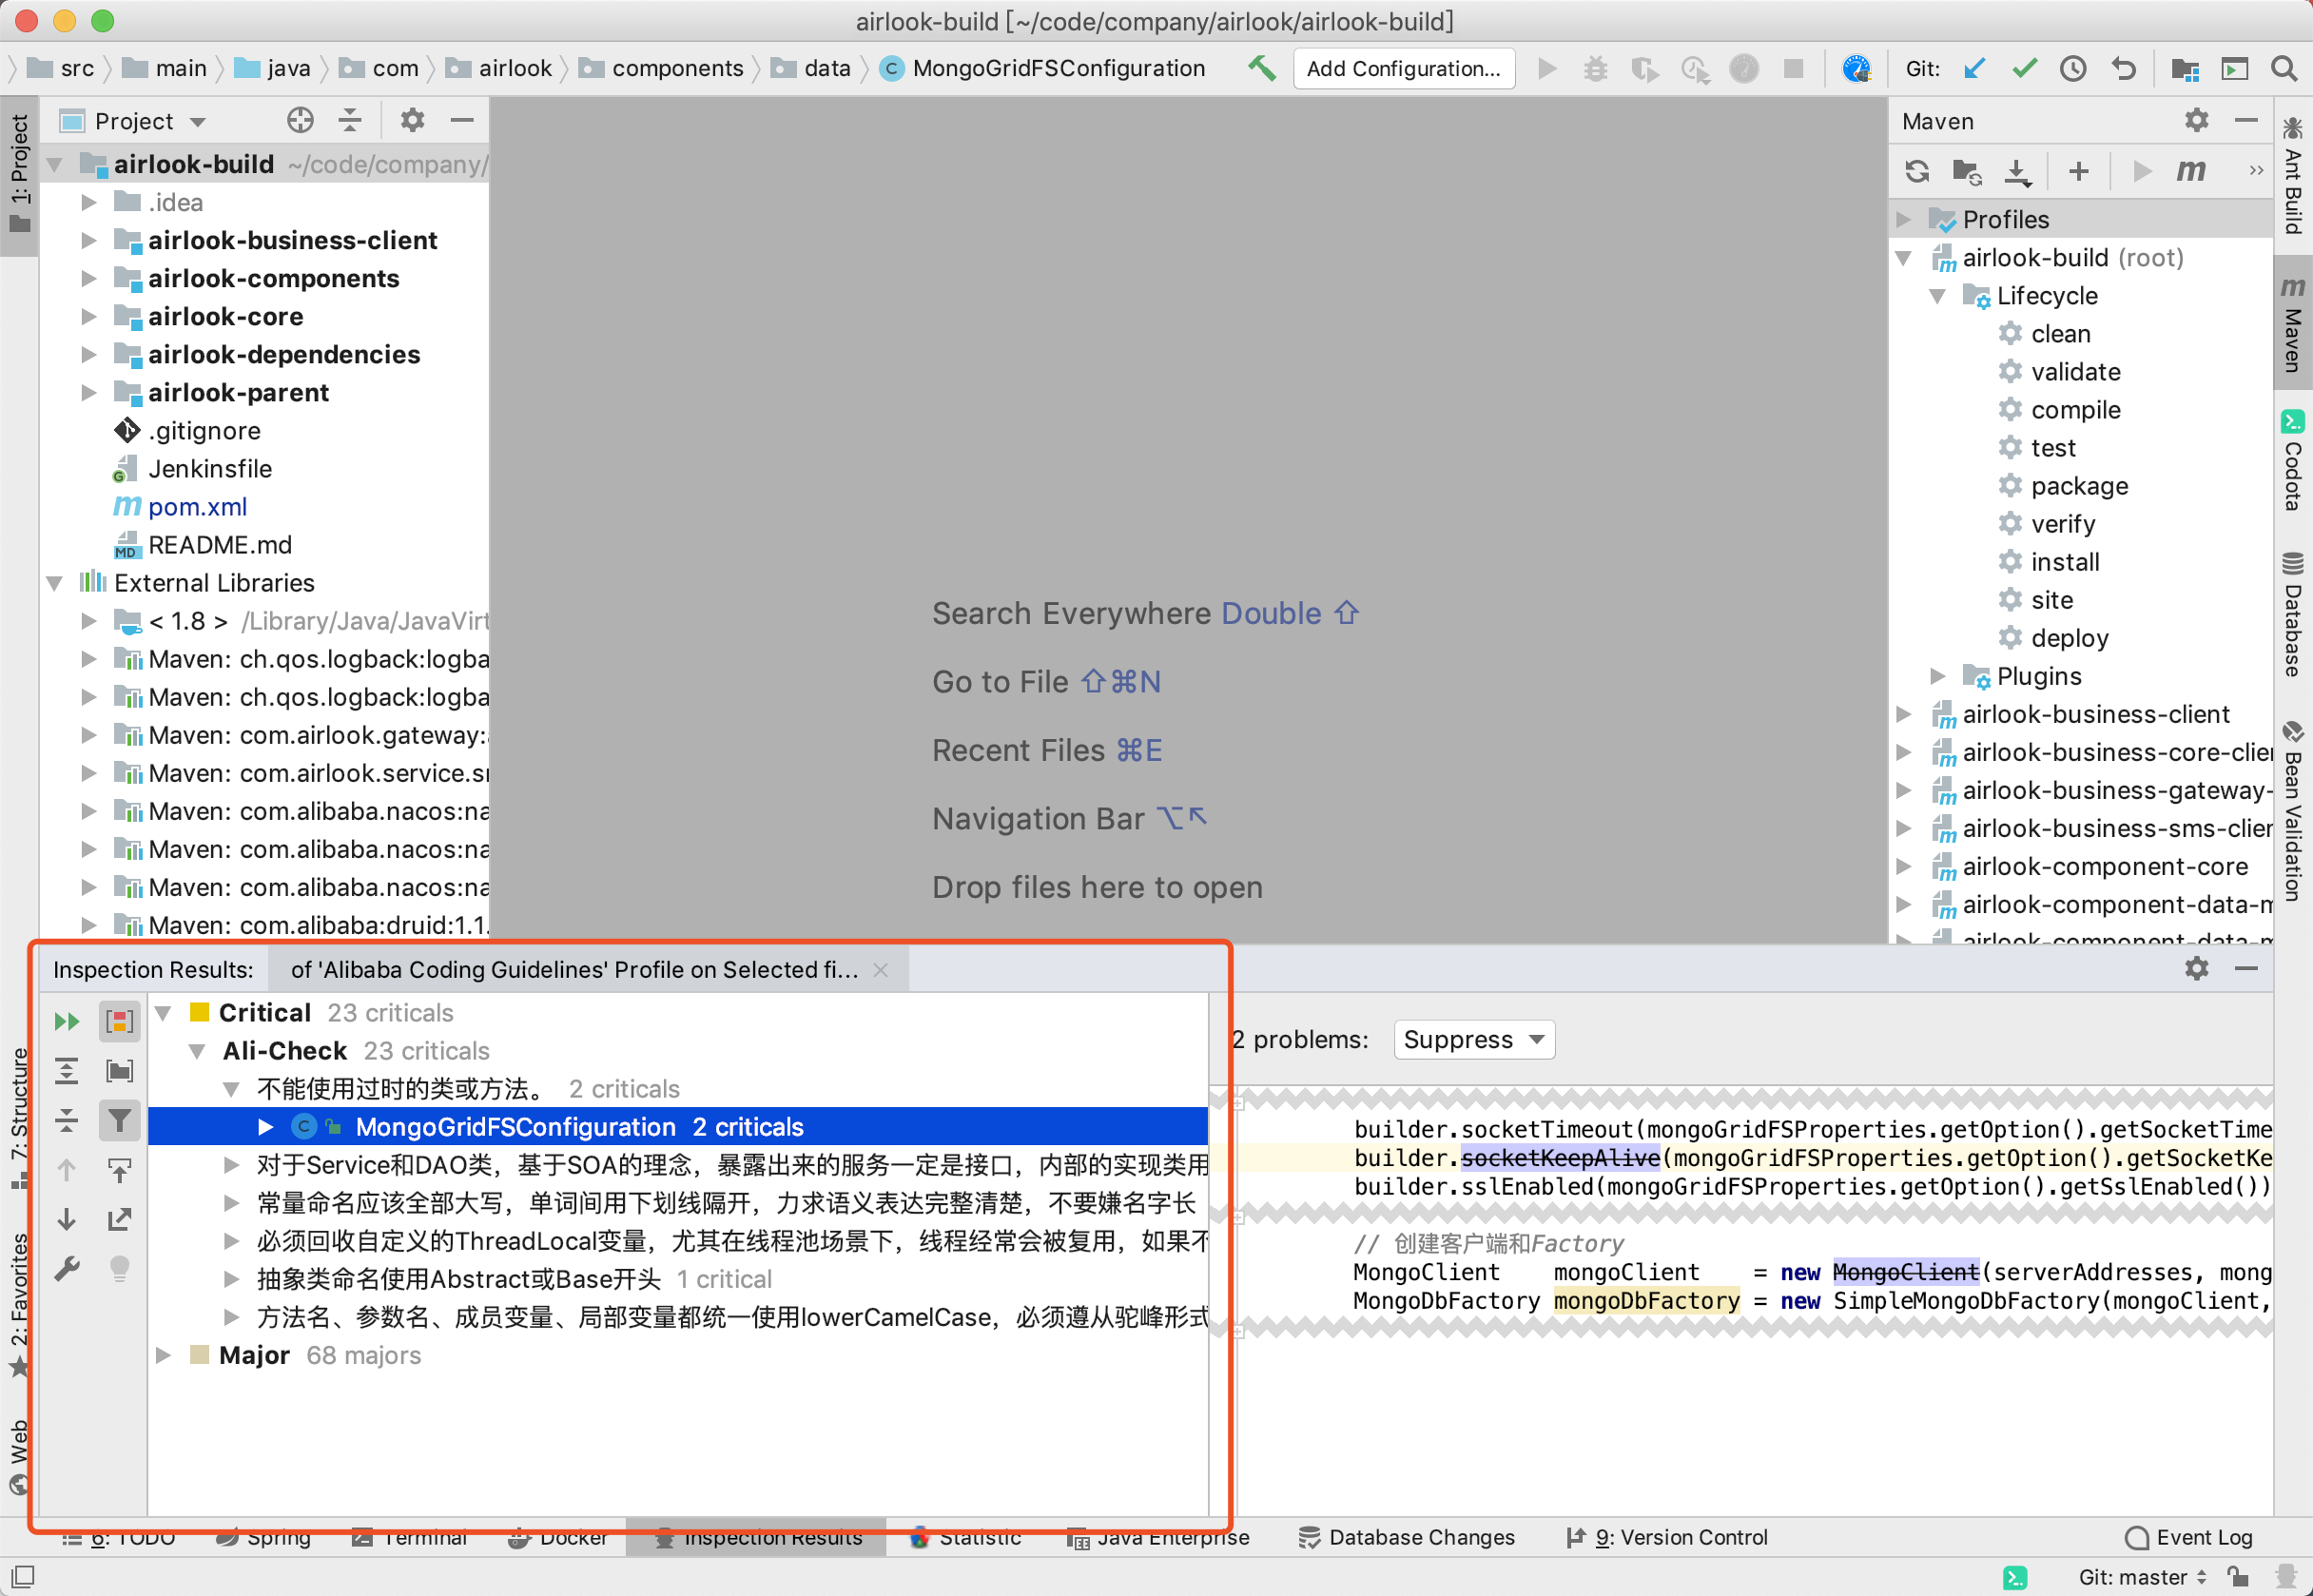 airlook-build [~/code/company/airlook/airlook-build]
src main java com airlook components data MongoGridFSConfiguration Add Configuration... Git:
Project
Maven
1: Project
airlook-build ~/code/company/
.idea
airlook-business-client
airlook-components
airlook-core
airlook-dependencies
airlook-parent
.gitignore
Jenkinsfile
pom.xml
README.md
External Libraries
< 1.8 > /Library/Java/JavaVirt
Maven: ch.qos.logback:logba
Maven: ch.qos.logback:logba
Maven: com.airlook.gateway:
Maven: com.airlook.service.s
Maven: com.alibaba.nacos:na
Maven: com.alibaba.nacos:na
Maven: com.alibaba.nacos:na
Maven: com.alibaba:druid:1.1.
Search Everywhere Double ⇧
Go to File ⇧⌘N
Recent Files ⌘E
Navigation Bar ⌥↖
Drop files here to open
Profiles
airlook-build (root)
Lifecycle
clean
validate
compile
test
package
verify
install
site
deploy
Plugins
airlook-business-client
airlook-business-core-clie
airlook-business-gateway-
airlook-business-sms-clier
airlook-component-core
airlook-component-data-m
airlook-component-data-m
Ant Build
Maven
Codota
Database
Bean Validation
Inspection Results: of 'Alibaba Coding Guidelines' Profile on Selected fi...
Critical 23 criticals
Ali-Check 23 criticals
不能使用过时的类或方法。 2 criticals
MongoGridFSConfiguration 2 criticals
对于Service和DAO类，基于SOA的理念，暴露出来的服务一定是接口，内部的实现类用
常量命名应该全部大写，单词间用下划线隔开，力求语义表达完整清楚，不要嫌名字长
必须回收自定义的ThreadLocal变量，尤其在线程池场景下，线程经常会被复用，如果不
抽象类命名使用Abstract或Base开头 1 critical
方法名、参数名、成员变量、局部变量都统一使用lowerCamelCase，必须遵从驼峰形式
Major 68 majors
2 problems: Suppress
builder.socketTimeout(mongoGridFSProperties.getOption().getSocketTime
builder.socketKeepAlive(mongoGridFSProperties.getOption().getSocketKe
builder.sslEnabled(mongoGridFSProperties.getOption().getSslEnabled())
// 创建客户端和Factory
MongoClient mongoClient = new MongoClient(serverAddresses, mong
MongoDbFactory mongoDbFactory = new SimpleMongoDbFactory(mongoClient,
7: Structure
2: Favorites
Web
6: TODO Spring Terminal Docker Inspection Results Statistic Java Enterprise Database Changes 9: Version Control Event Log
Git: master